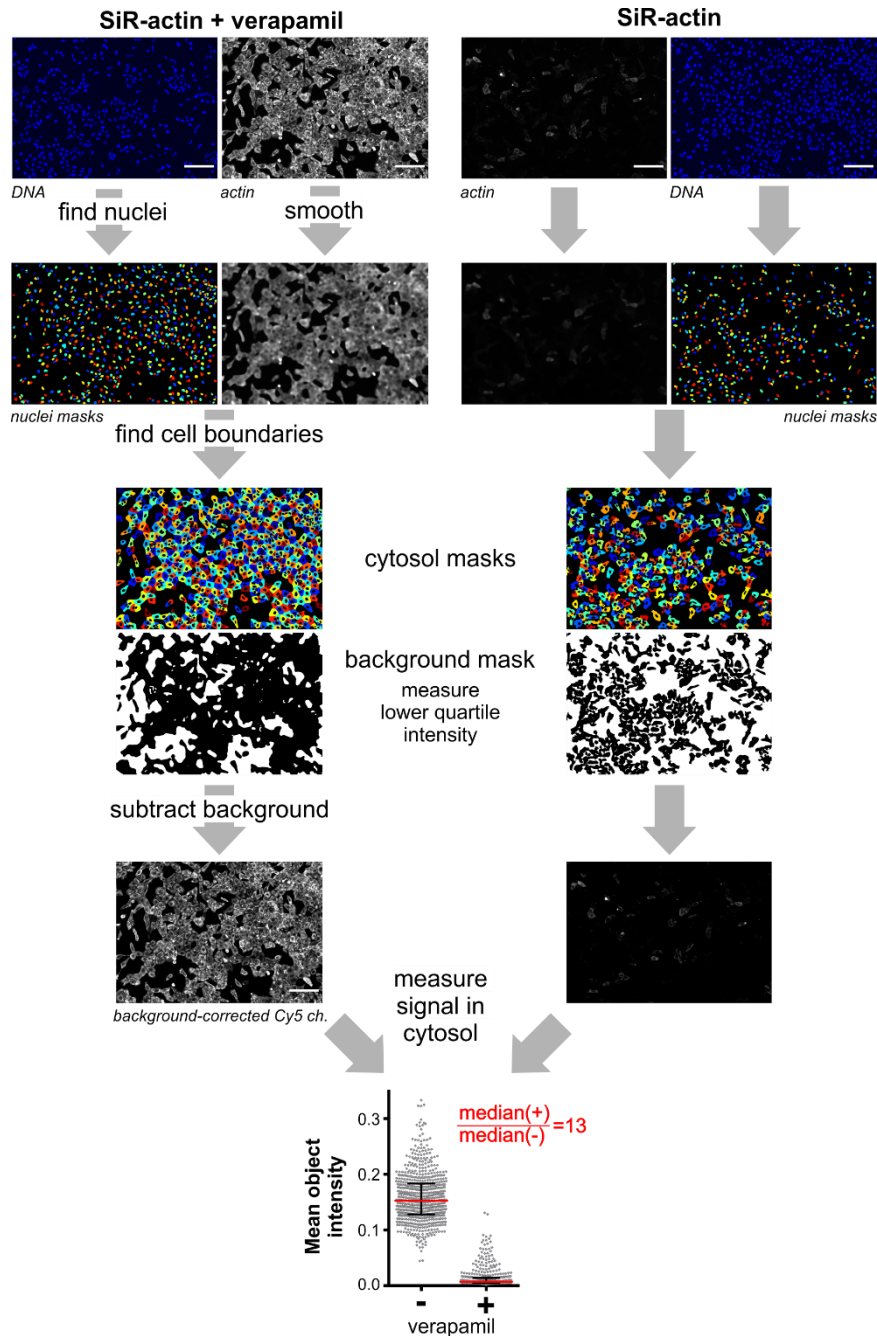 SiR-actin + verapamil
SiR-actin
DNA
actin
actin
DNA
find nuclei
smooth
nuclei masks
nuclei masks
find cell boundaries
cytosol masks
background mask
measure
lower quartile
intensity
subtract background
background-corrected Cy5 ch.
measure
signal in
cytosol
median(+)
median(-)
=13
Mean object
intensity
0.3
0.2
0.1
0.0
- +
verapamil